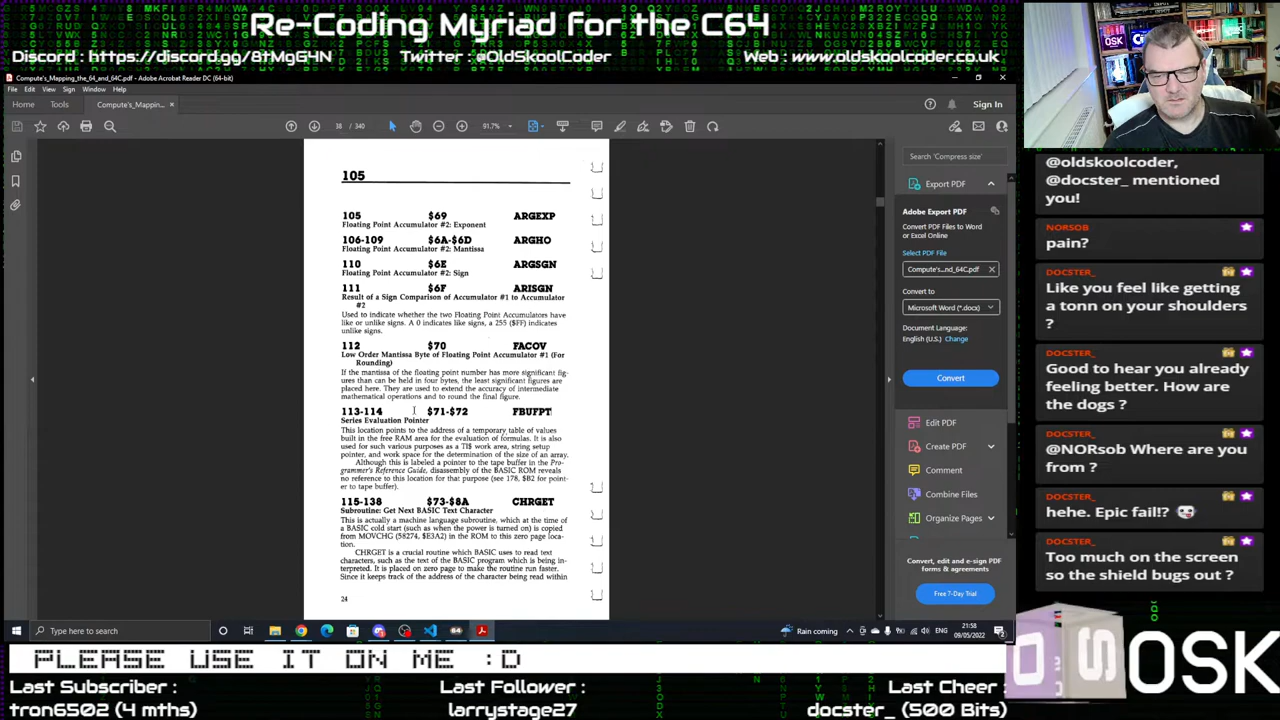 Re-Coding Myriad for the C64
Discord : https://discord.gg/8tMgG4N
Twitter : @OldSkoolCoder
Web : www.oldskoolcoder.co.uk
Compute's_Mapping_the_64_and_64C.pdf - Adobe Acrobat Reader DC (64-bit)
File Edit View Sign Window Help
Home Tools Compute's_Mappin... ×
Sign In
38 / 340
91.7%
105
105 $69 ARGEXP
Floating Point Accumulator #2: Exponent
106-109 $6A-$6D ARGHO
Floating Point Accumulator #2: Mantissa
110 $6E ARGSGN
Floating Point Accumulator #2: Sign
111 $6F ARISGN
Result of a Sign Comparison of Accumulator #1 to Accumulator
#2
Used to indicate whether the two Floating Point Accumulators have
like or unlike signs. A 0 indicates like signs, a 255 ($FF) indicates
unlike signs.
112 $70 FACOV
Low Order Mantissa Byte of Floating Point Accumulator #1 (For
Rounding)
If the mantissa of the floating point number has more significant fig-
ures than can be held in four bytes, the least significant figures are
placed here. They are used to extend the accuracy of intermediate
mathematical operations and to round the final figure.
113-114 $71-$72 FBUFPT
Series Evaluation Pointer
This location points to the address of a temporary table of values
built in the free RAM area for the evaluation of formulas. It is also
used for such various purposes as a TI$ work area, string setup
pointer, and work space for the determination of the size of an array.
Although this is labeled a pointer to the tape buffer in the Pro-
grammer's Reference Guide, disassembly of the BASIC ROM reveals
no reference to this location for that purpose (see 178, $B2 for point-
er to tape buffer).
115-138 $73-$8A CHRGET
Subroutine: Get Next BASIC Text Character
This is actually a machine language subroutine, which at the time of
a BASIC cold start (such as when the power is turned on) is copied
from MOVCHG (58274, $E3A2) in the ROM to this zero page loca-
tion.
CHRGET is a crucial routine which BASIC uses to read text
characters, such as the text of the BASIC program which is being in-
terpreted. It is placed on zero page to make the routine run faster.
Since it keeps track of the address of the character being read within
24
Search 'Compress size'
Export PDF
Adobe Export PDF
Convert PDF Files to Word
or Excel Online
Select PDF File
Compute's...nd_64C.pdf ×
Convert to
Microsoft Word (*.docx)
Document Language:
English (U.S.) Change
Convert
Edit PDF
Create PDF
Comment
Combine Files
Organize Pages
Convert, edit and e-sign PDF
forms & agreements
Free 7-Day Trial
@oldskoolcoder,
@docster_ mentioned
you!
NORSOB
pain?
DOCSTER_
Like you feel like getting
a tonn on your shoulders
?
DOCSTER_
Good to hear you already
feeling better. How are
the dogs ?
DOCSTER_
@NORsob Where are you
from ?
DOCSTER_
hehe. Epic fail!?
DOCSTER_
Too much on the screen
so the shield bugs out ?
Type here to search
Rain coming
ENG
21:58
09/05/2022
PLEASE USE IT ON ME :D
OSK
Last Subscriber :
tron6502 (4 mths)
Last Follower :
larrystage27
Last Cheer :
docster_ (500 Bits)